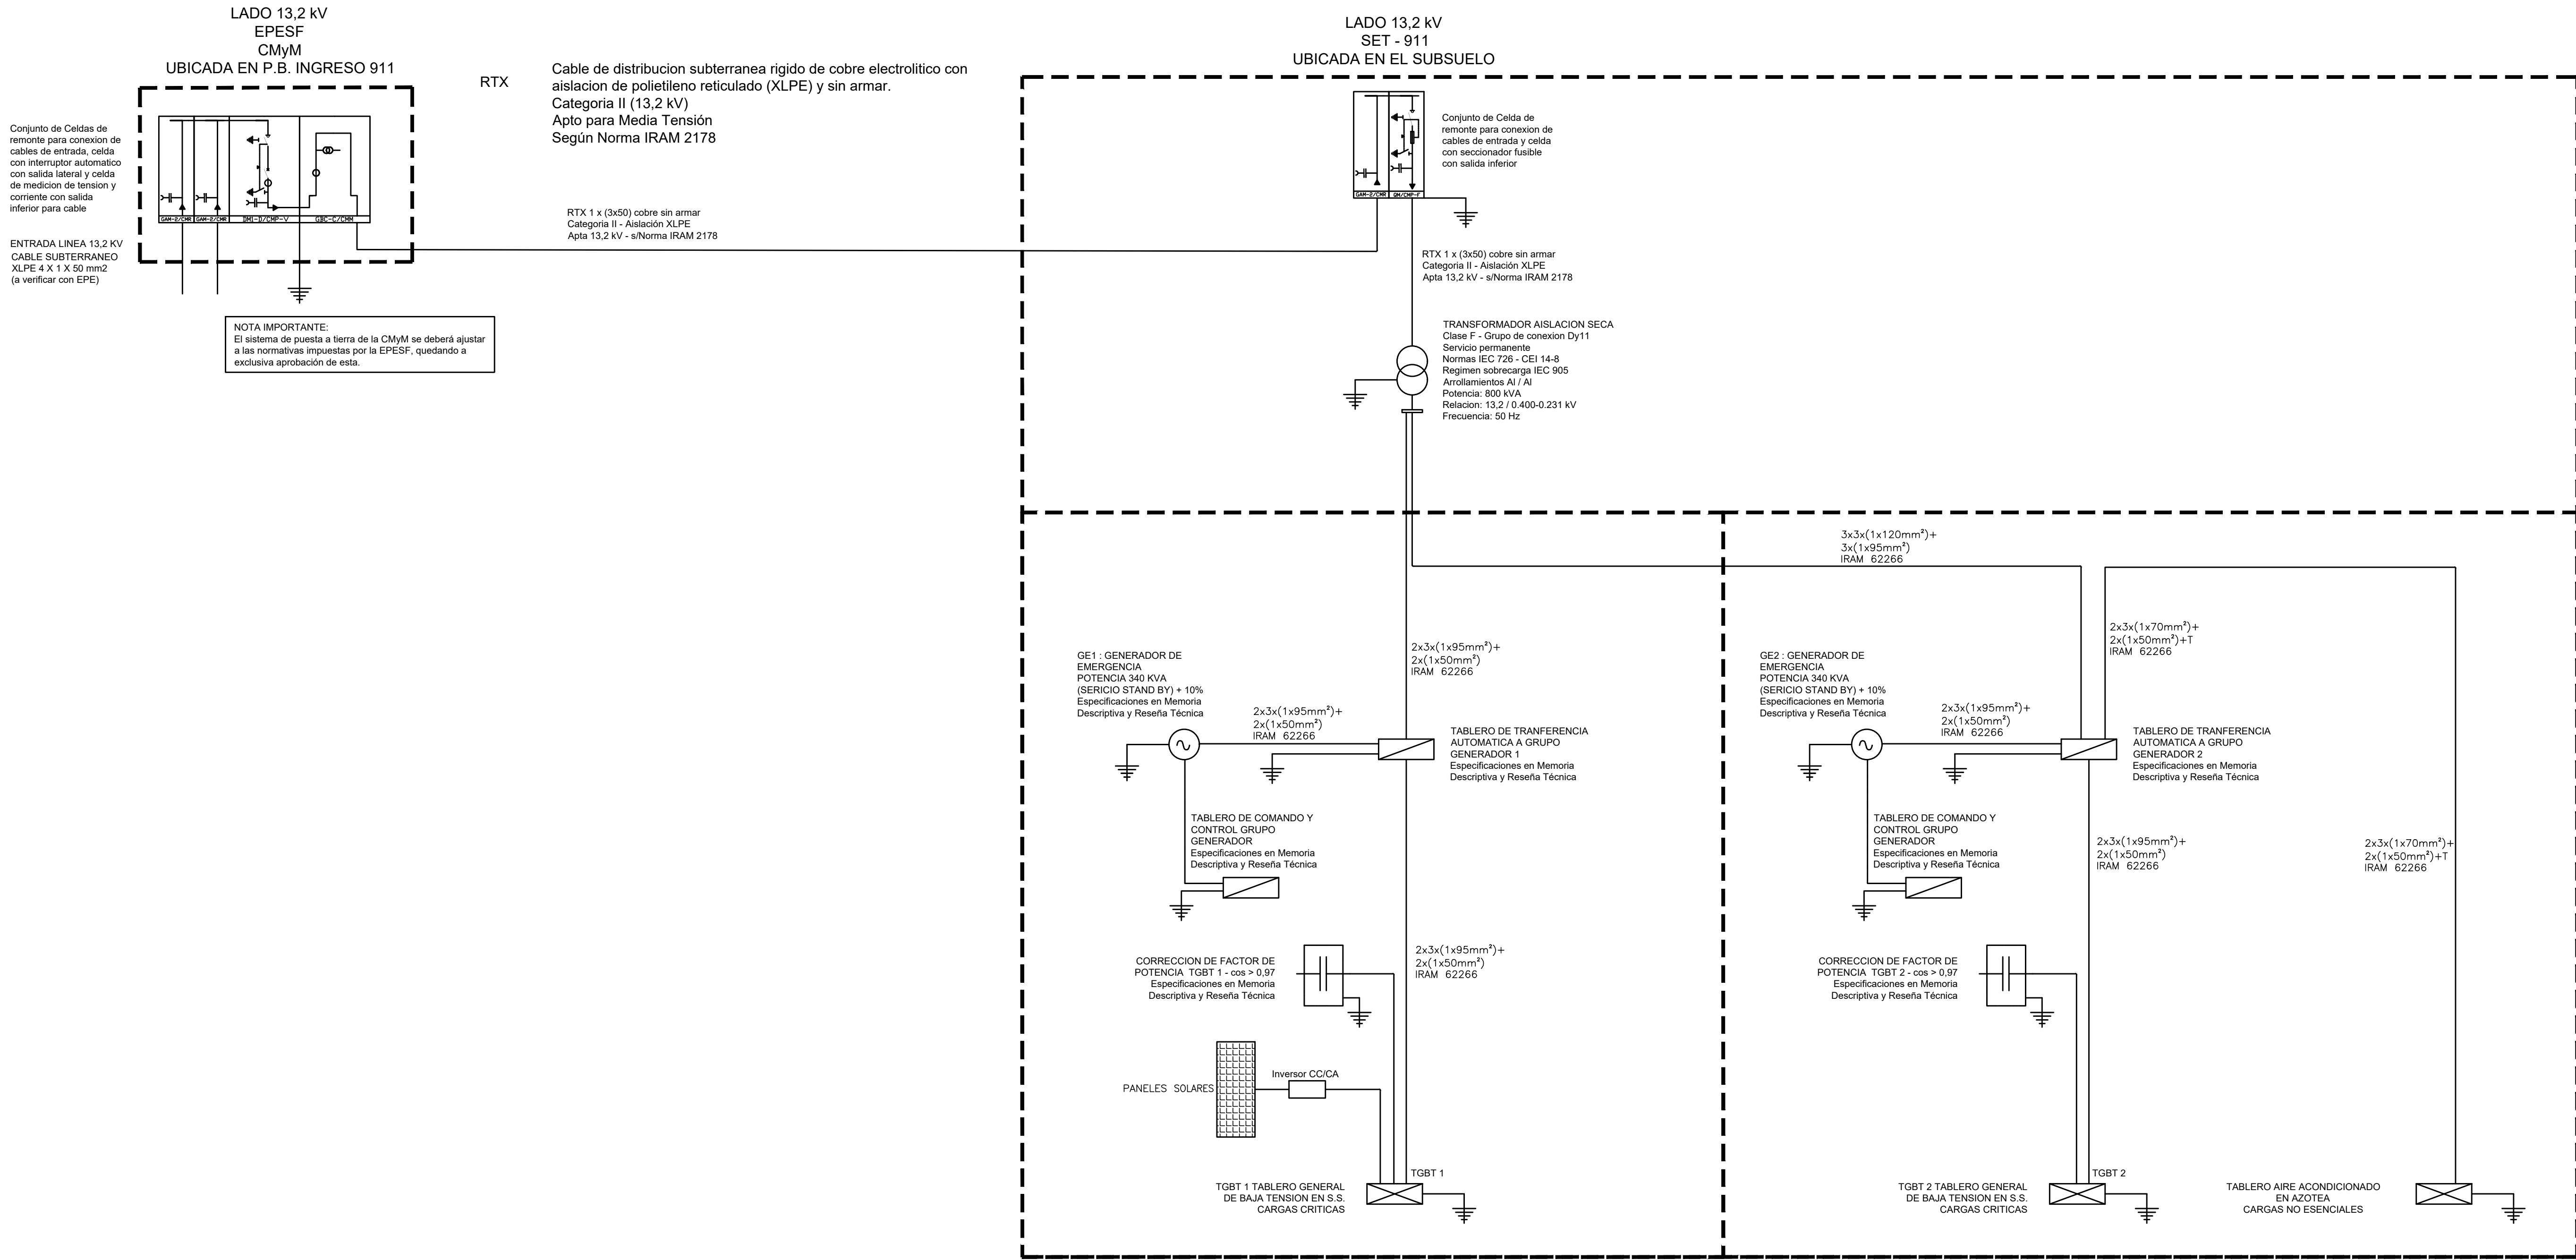 LADO 13,2 kV
EPESF
CMyM
UBICADA EN P.B. INGRESO 911
Conjunto de Celdas de
remonte para conexion de
cables de entrada, celda
con interruptor automatico
con salida lateral y celda
de medicion de tension y
corriente con salida
inferior para cable
GAM-2/CMR
GAM-2/CMR
DM1-D/CMP-V
GBC-C/CMM
ENTRADA LINEA 13,2 KV
CABLE SUBTERRANEO
XLPE 4 X 1 X 50 mm2
(a verificar con EPE)
NOTA IMPORTANTE:
El sistema de puesta a tierra de la CMyM se deberá ajustar
a las normativas impuestas por la EPESF, quedando a
exclusiva aprobación de esta.
RTX
Cable de distribucion subterranea rigido de cobre electrolitico con
aislacion de polietileno reticulado (XLPE) y sin armar.
Categoria II (13,2 kV)
Apto para Media Tensión
Según Norma IRAM 2178
RTX 1 x (3x50) cobre sin armar
Categoria II - Aislación XLPE
Apta 13,2 kV - s/Norma IRAM 2178
LADO 13,2 kV
SET - 911
UBICADA EN EL SUBSUELO
GAM-2/CMR
QM/CMP-F
Conjunto de Celda de
remonte para conexion de
cables de entrada y celda
con seccionador fusible
con salida inferior
RTX 1 x (3x50) cobre sin armar
Categoria II - Aislación XLPE
Apta 13,2 kV - s/Norma IRAM 2178
TRANSFORMADOR AISLACION SECA
Clase F - Grupo de conexion Dy11
Servicio permanente
Normas IEC 726 - CEI 14-8
Regimen sobrecarga IEC 905
Arrollamientos Al / Al
Potencia: 800 kVA
Relacion: 13,2 / 0.400-0.231 kV
Frecuencia: 50 Hz
2x3x(1x95mm²)+
2x(1x50mm²)
IRAM 62266
GE1 : GENERADOR DE
EMERGENCIA
POTENCIA 340 KVA
(SERICIO STAND BY) + 10%
Especificaciones en Memoria
Descriptiva y Reseña Técnica
2x3x(1x95mm²)+
2x(1x50mm²)
IRAM 62266
TABLERO DE TRANFERENCIA
AUTOMATICA A GRUPO
GENERADOR 1
Especificaciones en Memoria
Descriptiva y Reseña Técnica
TABLERO DE COMANDO Y
CONTROL GRUPO
GENERADOR
Especificaciones en Memoria
Descriptiva y Reseña Técnica
CORRECCION DE FACTOR DE
POTENCIA TGBT 1 - cos > 0,97
Especificaciones en Memoria
Descriptiva y Reseña Técnica
2x3x(1x95mm²)+
2x(1x50mm²)
IRAM 62266
PANELES SOLARES
Inversor CC/CA
TGBT 1
TGBT 1 TABLERO GENERAL
DE BAJA TENSION EN S.S.
CARGAS CRITICAS
3x3x(1x120mm²)+
3x(1x95mm²)
IRAM 62266
2x3x(1x70mm²)+
2x(1x50mm²)+T
IRAM 62266
GE2 : GENERADOR DE
EMERGENCIA
POTENCIA 340 KVA
(SERICIO STAND BY) + 10%
Especificaciones en Memoria
Descriptiva y Reseña Técnica
2x3x(1x95mm²)+
2x(1x50mm²)
IRAM 62266
TABLERO DE TRANFERENCIA
AUTOMATICA A GRUPO
GENERADOR 2
Especificaciones en Memoria
Descriptiva y Reseña Técnica
TABLERO DE COMANDO Y
CONTROL GRUPO
GENERADOR
Especificaciones en Memoria
Descriptiva y Reseña Técnica
2x3x(1x95mm²)+
2x(1x50mm²)
IRAM 62266
2x3x(1x70mm²)+
2x(1x50mm²)+T
IRAM 62266
CORRECCION DE FACTOR DE
POTENCIA TGBT 2 - cos > 0,97
Especificaciones en Memoria
Descriptiva y Reseña Técnica
TGBT 2
TGBT 2 TABLERO GENERAL
DE BAJA TENSION EN S.S.
CARGAS CRITICAS
TABLERO AIRE ACONDICIONADO
EN AZOTEA
CARGAS NO ESENCIALES